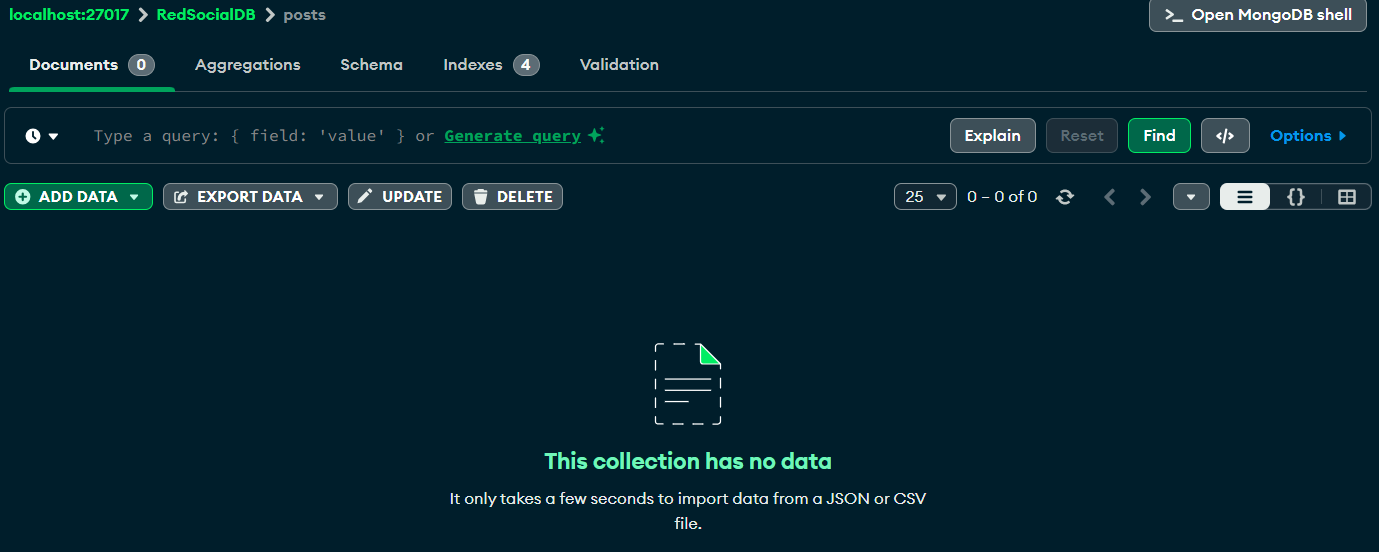 localhost:27017 > RedSocialDB > posts
>_ Open MongoDB shell
Documents 0 Aggregations Schema Indexes 4 Validation
Type a query: { field: 'value' } or Generate query
Explain Reset Find </> Options
ADD DATA EXPORT DATA UPDATE DELETE
25 0 – 0 of 0 {}
This collection has no data
It only takes a few seconds to import data from a JSON or CSV
file.